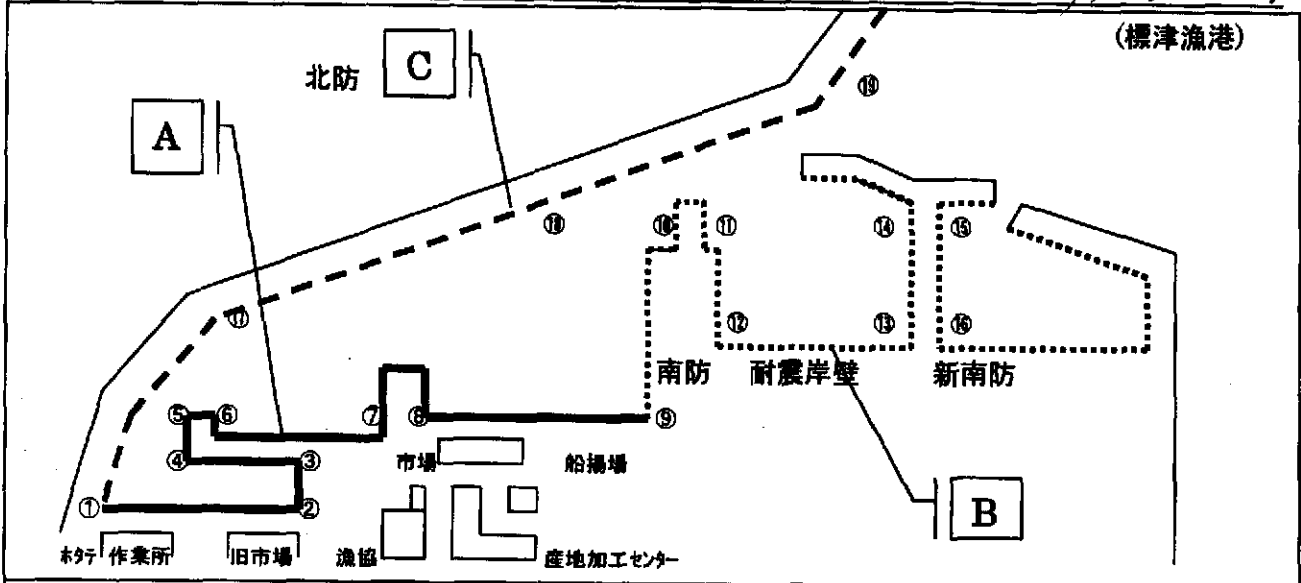 (標津漁港)
C
北防
⑲
A
⑱
⑩
⑪
⑭
⑮
⑰
⑫
⑬
⑯
南防
耐震岸壁
新南防
⑤
⑥
⑦
⑧
⑨
④
③
市場
船揚場
①
②
B
ホタテ
作業所
旧市場
漁協
産地加工センター